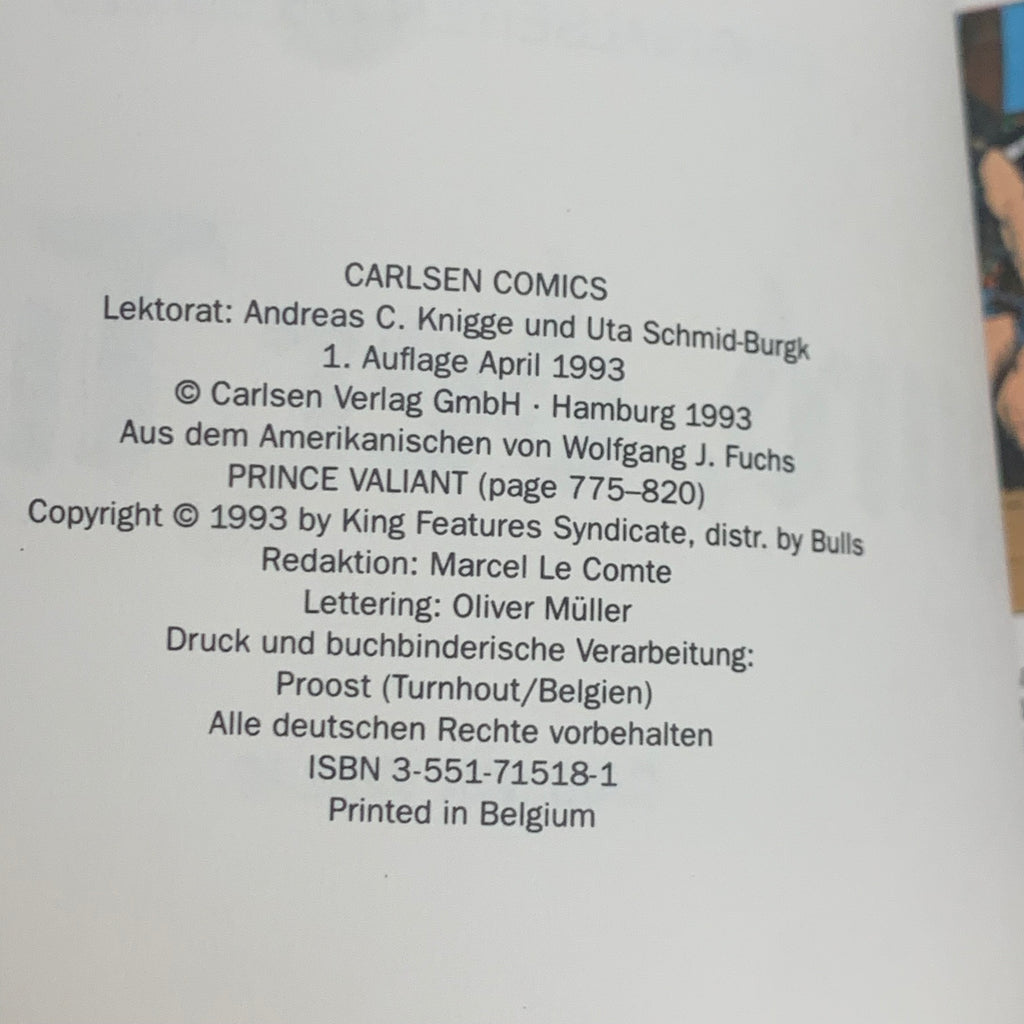 CARLSEN COMICS
Lektorat: Andreas C. Knigge und Uta Schmid-Burgk
1. Auflage April 1993
© Carlsen Verlag GmbH · Hamburg 1993
Aus dem Amerikanischen von Wolfgang J. Fuchs
PRINCE VALIANT (page 775–820)
Copyright © 1993 by King Features Syndicate, distr. by Bulls
Redaktion: Marcel Le Comte
Lettering: Oliver Müller
Druck und buchbinderische Verarbeitung:
Proost (Turnhout/Belgien)
Alle deutschen Rechte vorbehalten
ISBN 3-551-71518-1
Printed in Belgium